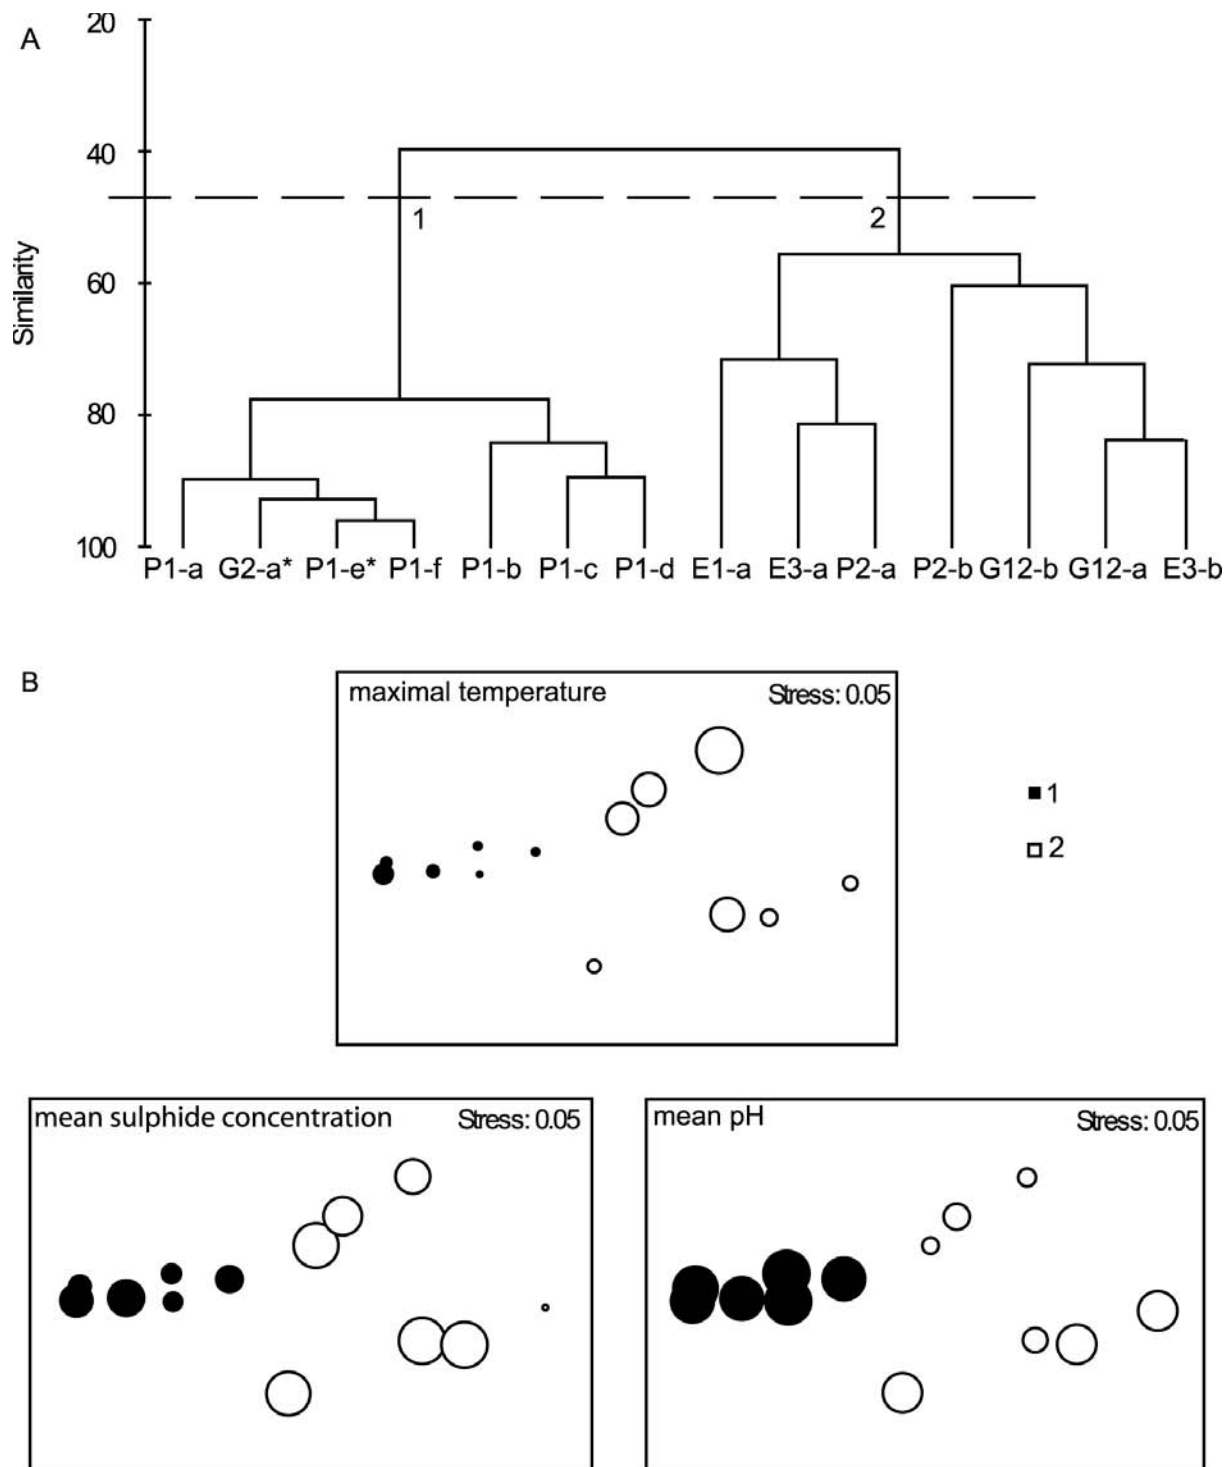 A
20
40
60
80
100
Similarity
1
2
P1-a G2-a* P1-e* P1-f P1-b P1-c P1-d E1-a E3-a P2-a P2-b G12-b G12-a E3-b
B
maximal temperature Stress: 0.05
1
2
mean sulphide concentration Stress: 0.05
mean pH Stress: 0.05